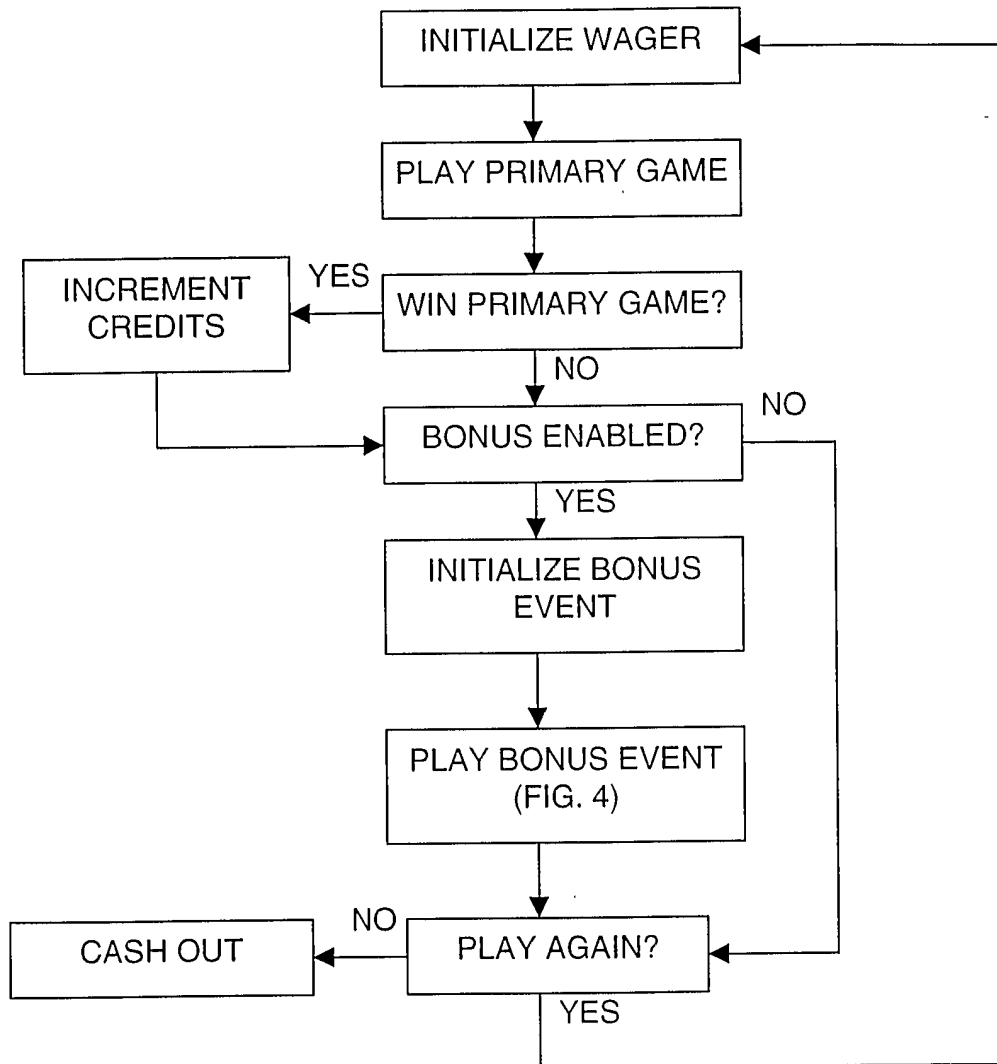 INITIALIZE WAGER
PLAY PRIMARY GAME
YES
INCREMENT
CREDITS
WIN PRIMARY GAME?
NO
NO
BONUS ENABLED?
YES
INITIALIZE BONUS
EVENT
PLAY BONUS EVENT
(FIG. 4)
NO
CASH OUT
PLAY AGAIN?
YES